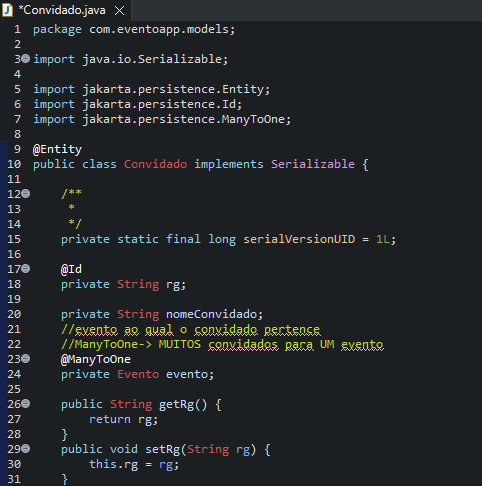 *Convidado.java
1 package com.eventoapp.models;
2
3 import java.io.Serializable;
4
5 import jakarta.persistence.Entity;
6 import jakarta.persistence.Id;
7 import jakarta.persistence.ManyToOne;
8
9 @Entity
10 public class Convidado implements Serializable {
11
12 /**
13 *
14 */
15 private static final long serialVersionUID = 1L;
16
17 @Id
18 private String rg;
19
20 private String nomeConvidado;
21 //evento ao qual o convidado pertence
22 //ManyToOne-> MUITOS convidados para UM evento
23 @ManyToOne
24 private Evento evento;
25
26 public String getRg() {
27 return rg;
28 }
29 public void setRg(String rg) {
30 this.rg = rg;
31 }